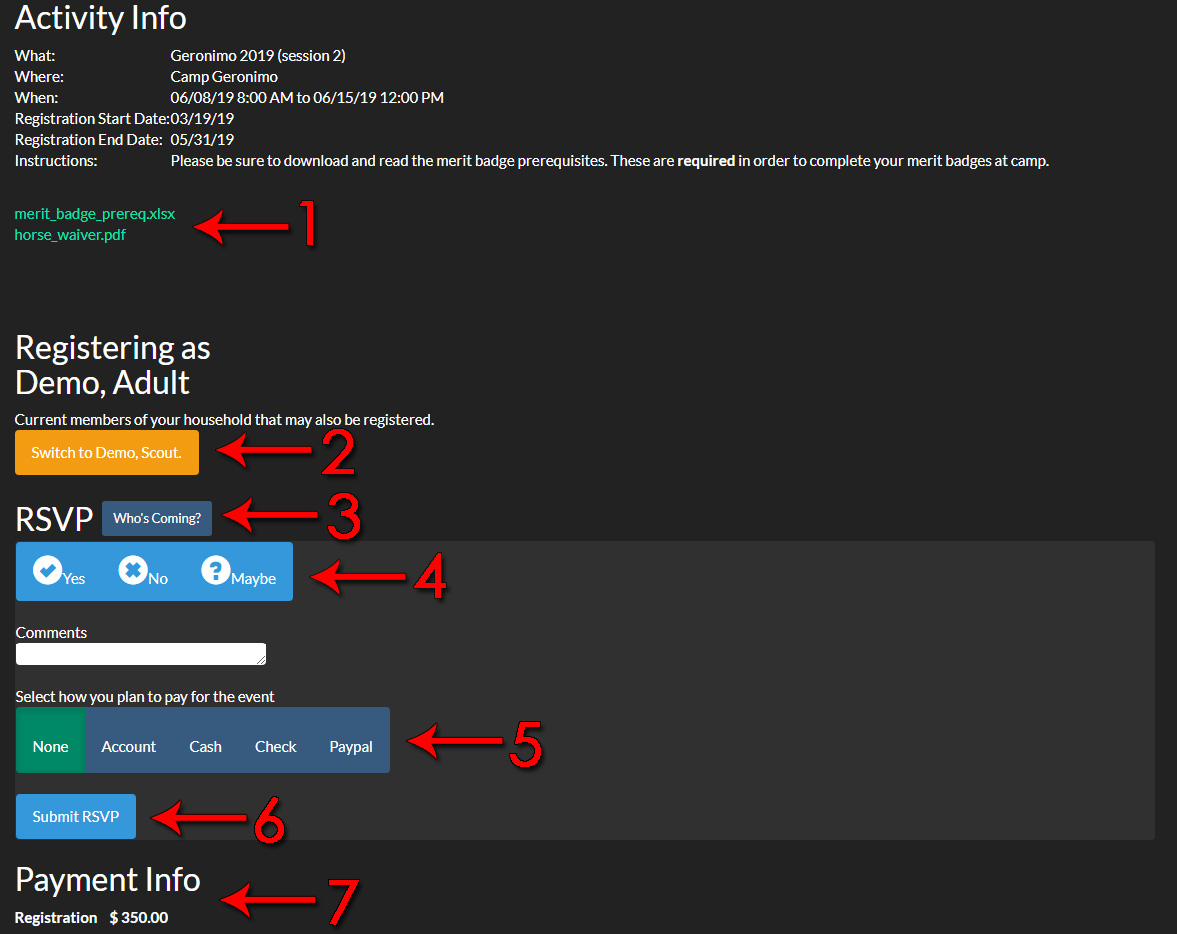 Activity Info
What: Geronimo 2019 (session 2)
Where: Camp Geronimo
When: 06/08/19 8:00 AM to 06/15/19 12:00 PM
Registration Start Date: 03/19/19
Registration End Date: 05/31/19
Instructions: Please be sure to download and read the merit badge prerequisites. These are required in order to complete your merit badges at camp.
merit_badge_prereq.xlsx
1
horse_waiver.pdf
Registering as
Demo, Adult
Current members of your household that may also be registered.
Switch to Demo, Scout. 2
RSVP Who's Coming? 3
Yes No Maybe 4
Comments
Select how you plan to pay for the event
None Account Cash Check Paypal 5
Submit RSVP 6
Payment Info
7
Registration $ 350.00